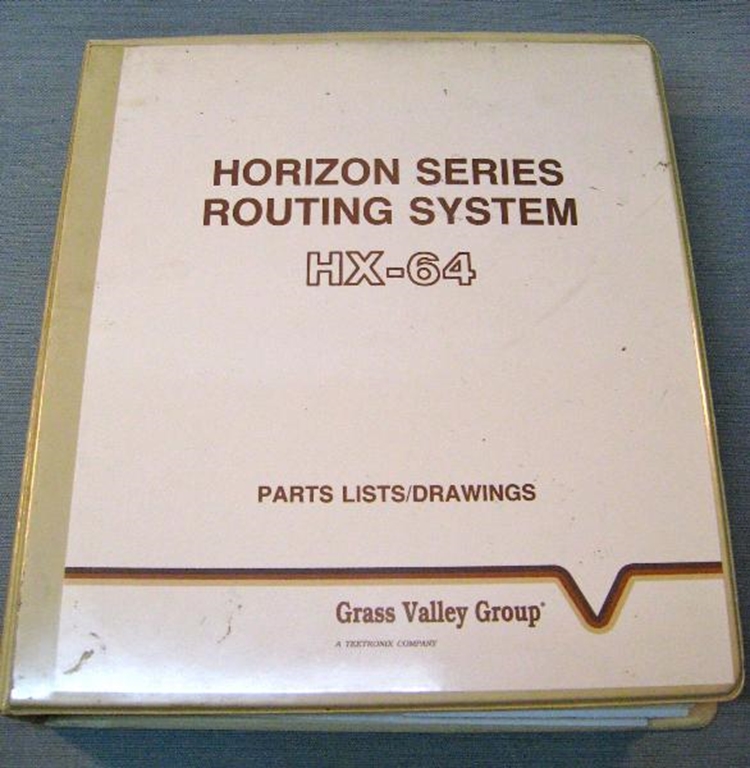 HORIZON SERIES
ROUTING SYSTEM
HX-64
PARTS LISTS/DRAWINGS
Grass Valley Group®
A TEKTRONIX COMPANY